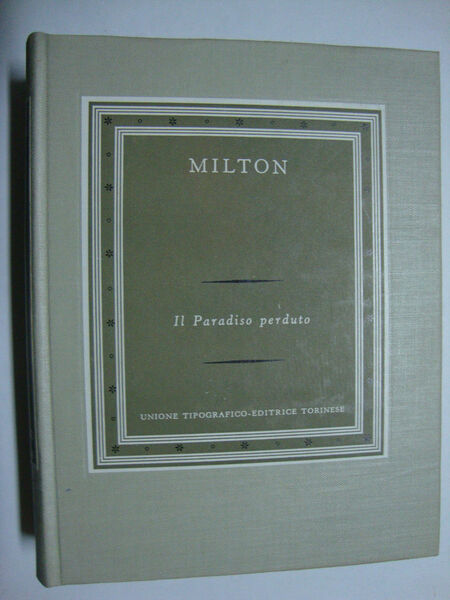 MILTON
Il Paradiso perduto
UNIONE TIPOGRAFICO-EDITRICE TORINESE